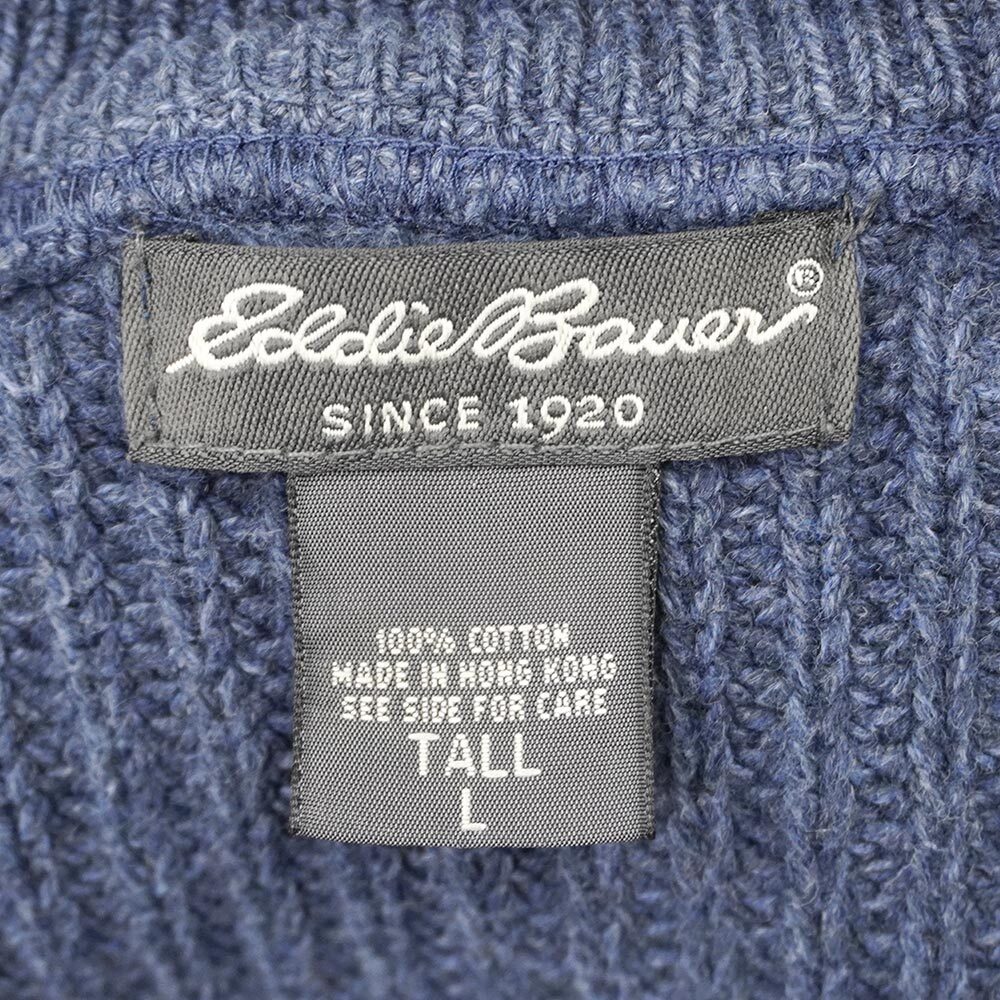 Eddie Bauer®
SINCE 1920
100% COTTON
MADE IN HONG KONG
SEE SIDE FOR CARE
TALL
L